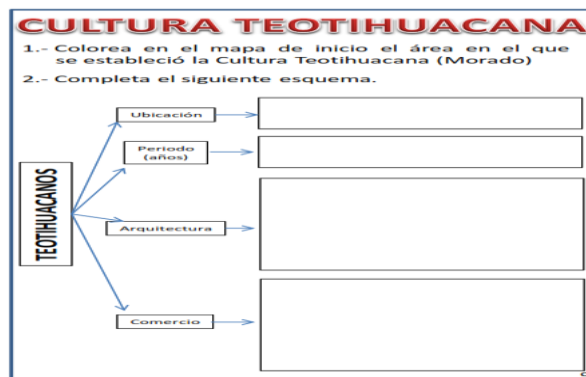 CULTURA TEOTIHUACANA
1.- Colorea en el mapa de inicio el área en el que
se estableció la Cultura Teotihuacana (Morado)
2.- Completa el siguiente esquema.
TEOTIHUACANOS
Ubicación
Periodo
(años)
Arquitectura
Comercio